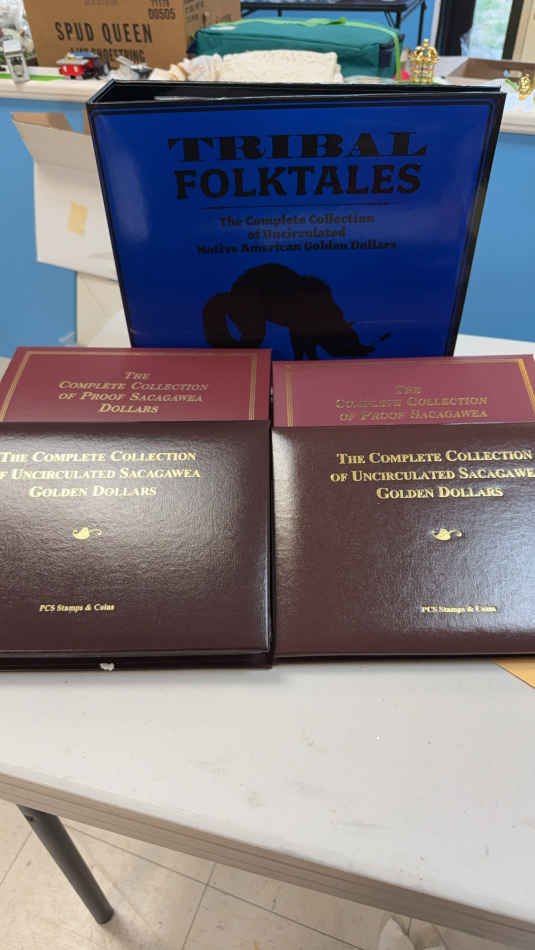 SPUD QUEEN
DOSOS
TRIBAL
FOLKTALES
The Complete Collection
of Uncirculated
Native American Golden Dollars
THE
COMPLETE COLLECTION
OF PROOF SACAGAWEA
DOLLARS
THE
COMPLETE COLLECTION
OF PROOF SACAGAWEA
THE COMPLETE COLLECTION
OF UNCIRCULATED SACAGAWEA
GOLDEN DOLLARS
PCS Stamps & Coins
THE COMPLETE COLLECTION
OF UNCIRCULATED SACAGAWE
GOLDEN DOLLARS
PCS Stamps & Coins